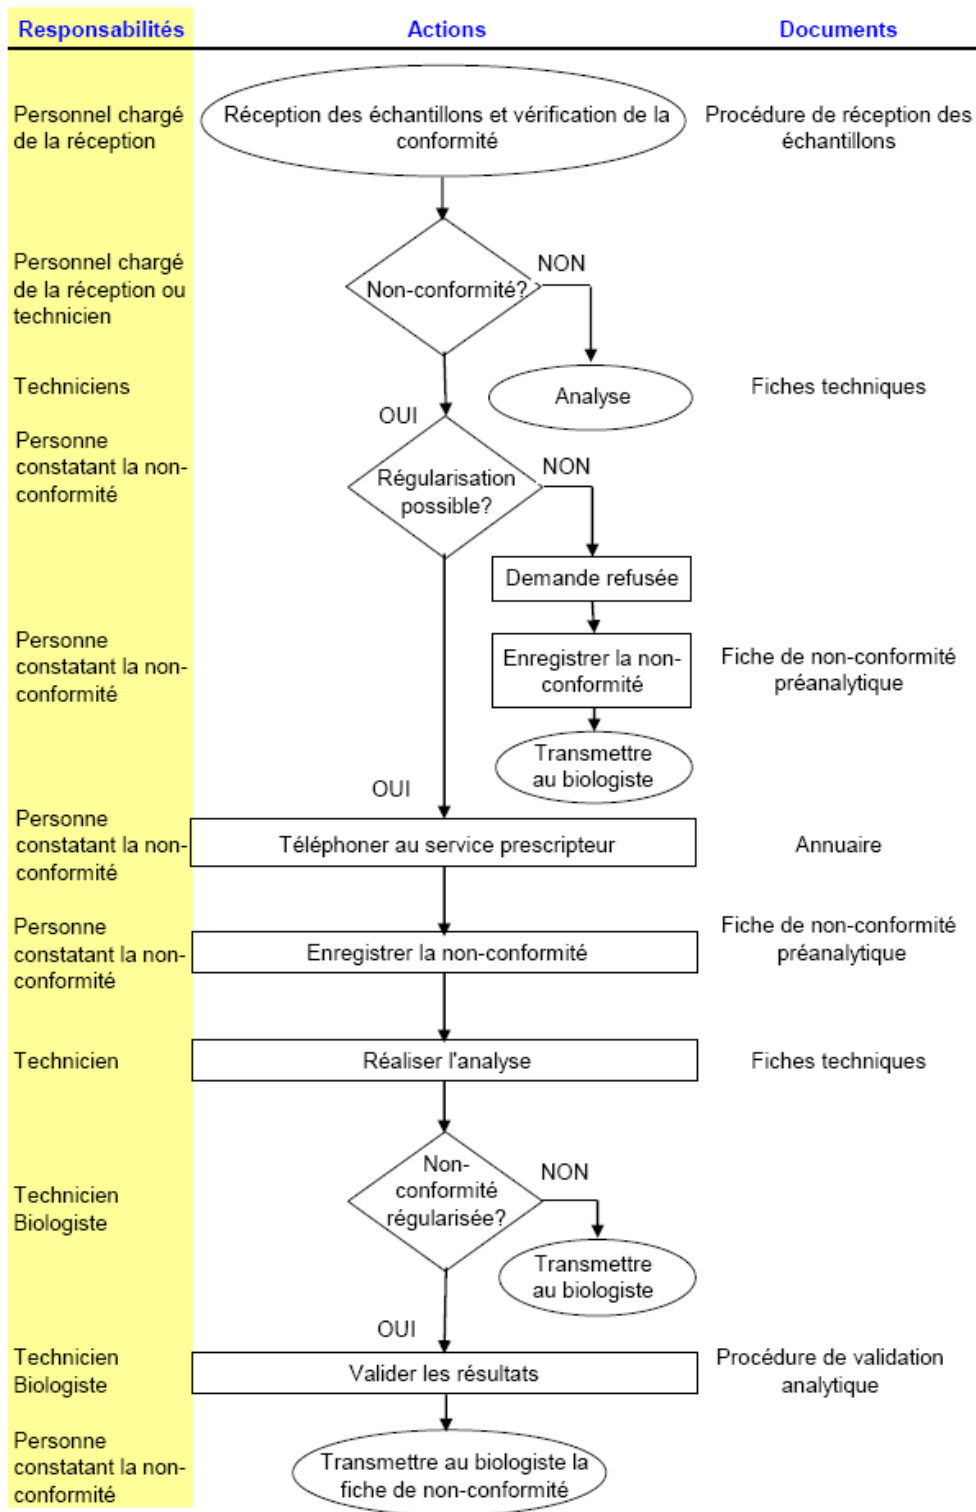 Responsabilités
Actions
Documents
Personnel chargé
de la réception
Réception des échantillons et vérification de la
conformité
Procédure de réception des
échantillons
Personnel chargé
de la réception ou
technicien
Non-conformité?
NON
Techniciens
Analyse
Fiches techniques
OUI
Personne
constatant la non-
conformité
Régularisation
possible?
NON
Demande refusée
Personne
constatant la non-
conformité
Enregistrer la non-
conformité
Fiche de non-conformité
préanalytique
Transmettre
au biologiste
OUI
Personne
constatant la non-
conformité
Téléphoner au service prescripteur
Annuaire
Personne
constatant la non-
conformité
Enregistrer la non-conformité
Fiche de non-conformité
préanalytique
Technicien
Réaliser l'analyse
Fiches techniques
Technicien
Biologiste
Non-
conformité
régularisée?
NON
Transmettre
au biologiste
OUI
Technicien
Biologiste
Valider les résultats
Procédure de validation
analytique
Personne
constatant la non-
conformité
Transmettre au biologiste la
fiche de non-conformité